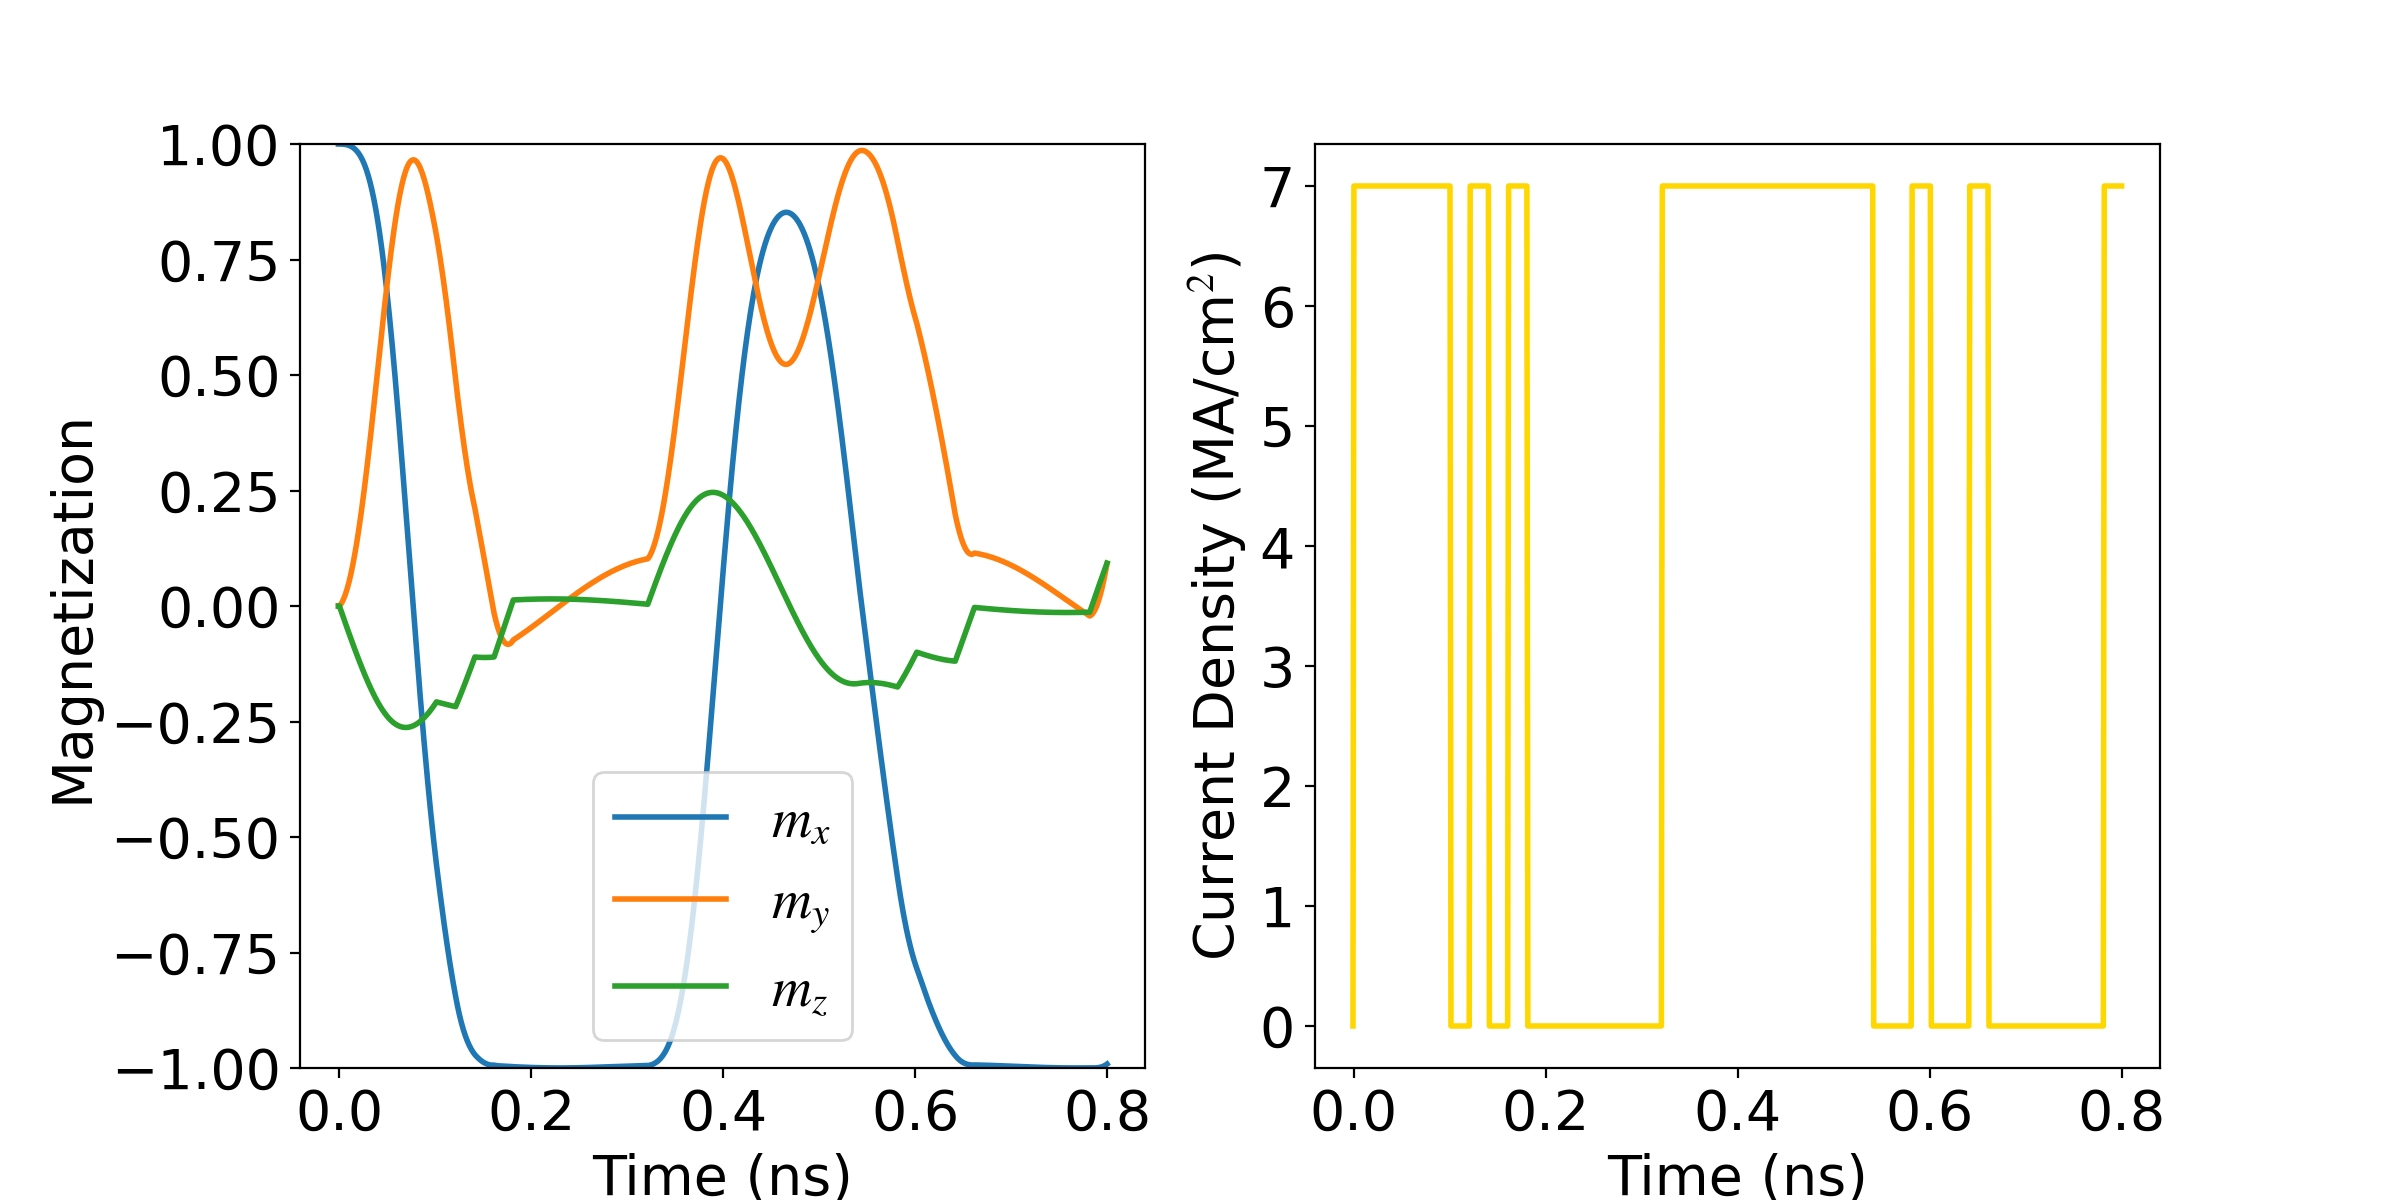 1.00
0.75
0.50
0.25
0.00
−0.25
−0.50
−0.75
−1.00
Magnetization
0.0 0.2 0.4 0.6 0.8
Time (ns)
m_x
m_y
m_z
7
6
5
4
3
2
1
0
Current Density (MA/cm²)
0.0 0.2 0.4 0.6 0.8
Time (ns)